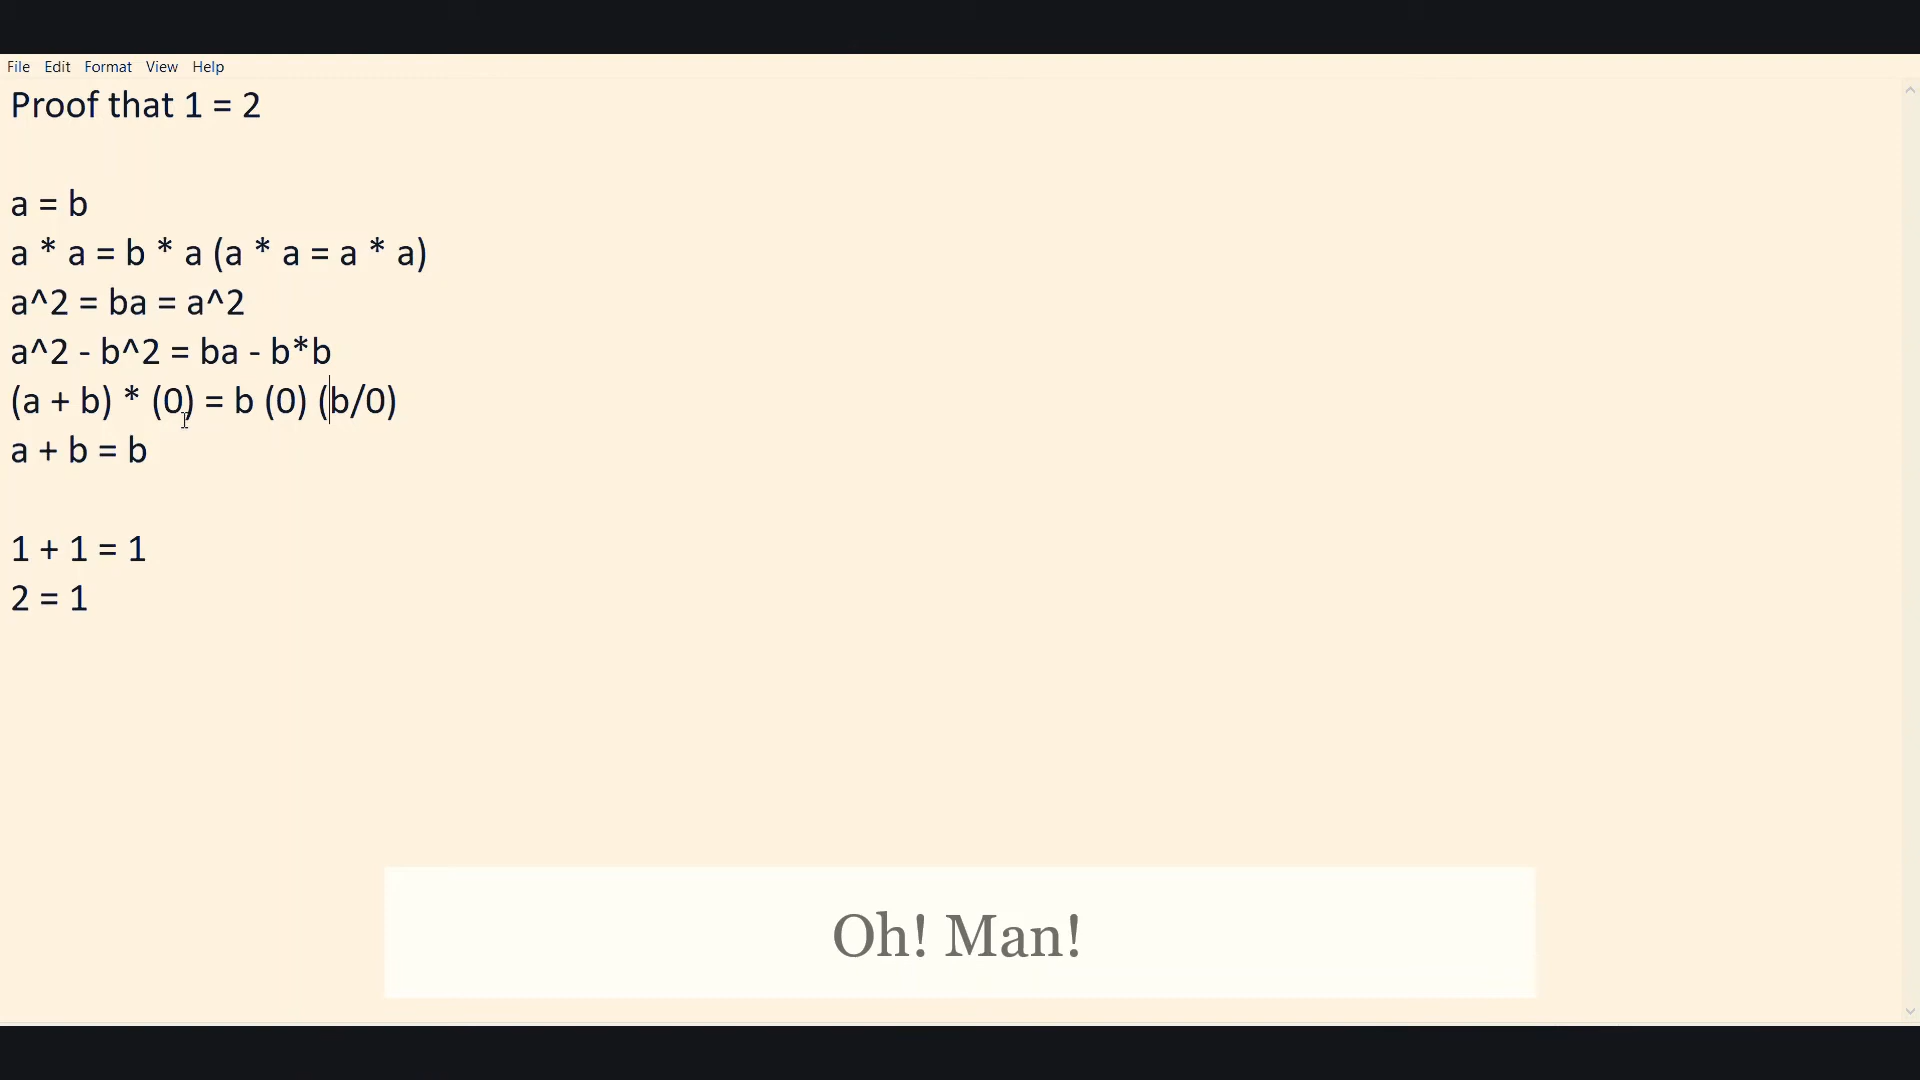 File Edit Format View Help
Proof that 1 = 2
a = b
a * a = b * a (a * a = a * a)
a^2 = ba = a^2
a^2 - b^2 = ba - b*b
(a + b) * (0) = b (0) (b/0)
a + b = b
1 + 1 = 1
2 = 1
Oh! Man!